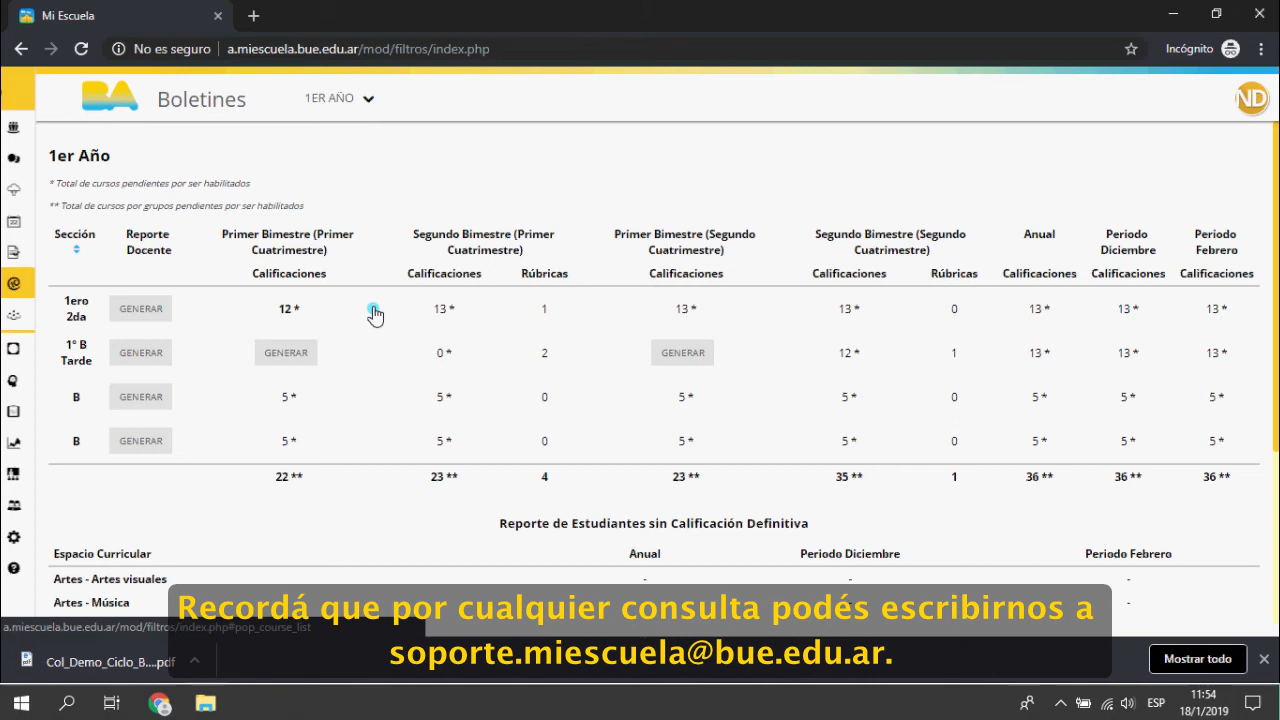 Mi Escuela
No es seguro a.miescuela.bue.edu.ar/mod/filtros/index.php
Incógnito
BA Boletines 1ER AÑO ND
1er Año
* Total de cursos pendientes por ser habilitados
** Total de cursos por grupos pendientes por ser habilitados
Sección Reporte Docente Primer Bimestre (Primer Cuatrimestre) Segundo Bimestre (Primer Cuatrimestre) Primer Bimestre (Segundo Cuatrimestre) Segundo Bimestre (Segundo Cuatrimestre) Anual Periodo Diciembre Periodo Febrero
Calificaciones Calificaciones Rúbricas Calificaciones Calificaciones Rúbricas Calificaciones Calificaciones Calificaciones
1ero 2da GENERAR 12 * 13 * 1 13 * 13 * 0 13 * 13 * 13 *
1° B Tarde GENERAR GENERAR 0 * 2 GENERAR 12 * 1 13 * 13 * 13 *
B GENERAR 5 * 5 * 0 5 * 5 * 0 5 * 5 * 5 *
B GENERAR 5 * 5 * 0 5 * 5 * 0 5 * 5 * 5 *
22 ** 23 ** 4 23 ** 35 ** 1 36 ** 36 ** 36 **
Reporte de Estudiantes sin Calificación Definitiva
Espacio Curricular Anual Periodo Diciembre Periodo Febrero
Artes - Artes visuales - - -
Artes - Música - - -
Recordá que por cualquier consulta podés escribirnos a
soporte.miescuela@bue.edu.ar.
a.miescuela.bue.edu.ar/mod/filtros/index.php#pop_course_list
Col_Demo_Ciclo_B....pdf
Mostrar todo
ESP
11:54
18/1/2019